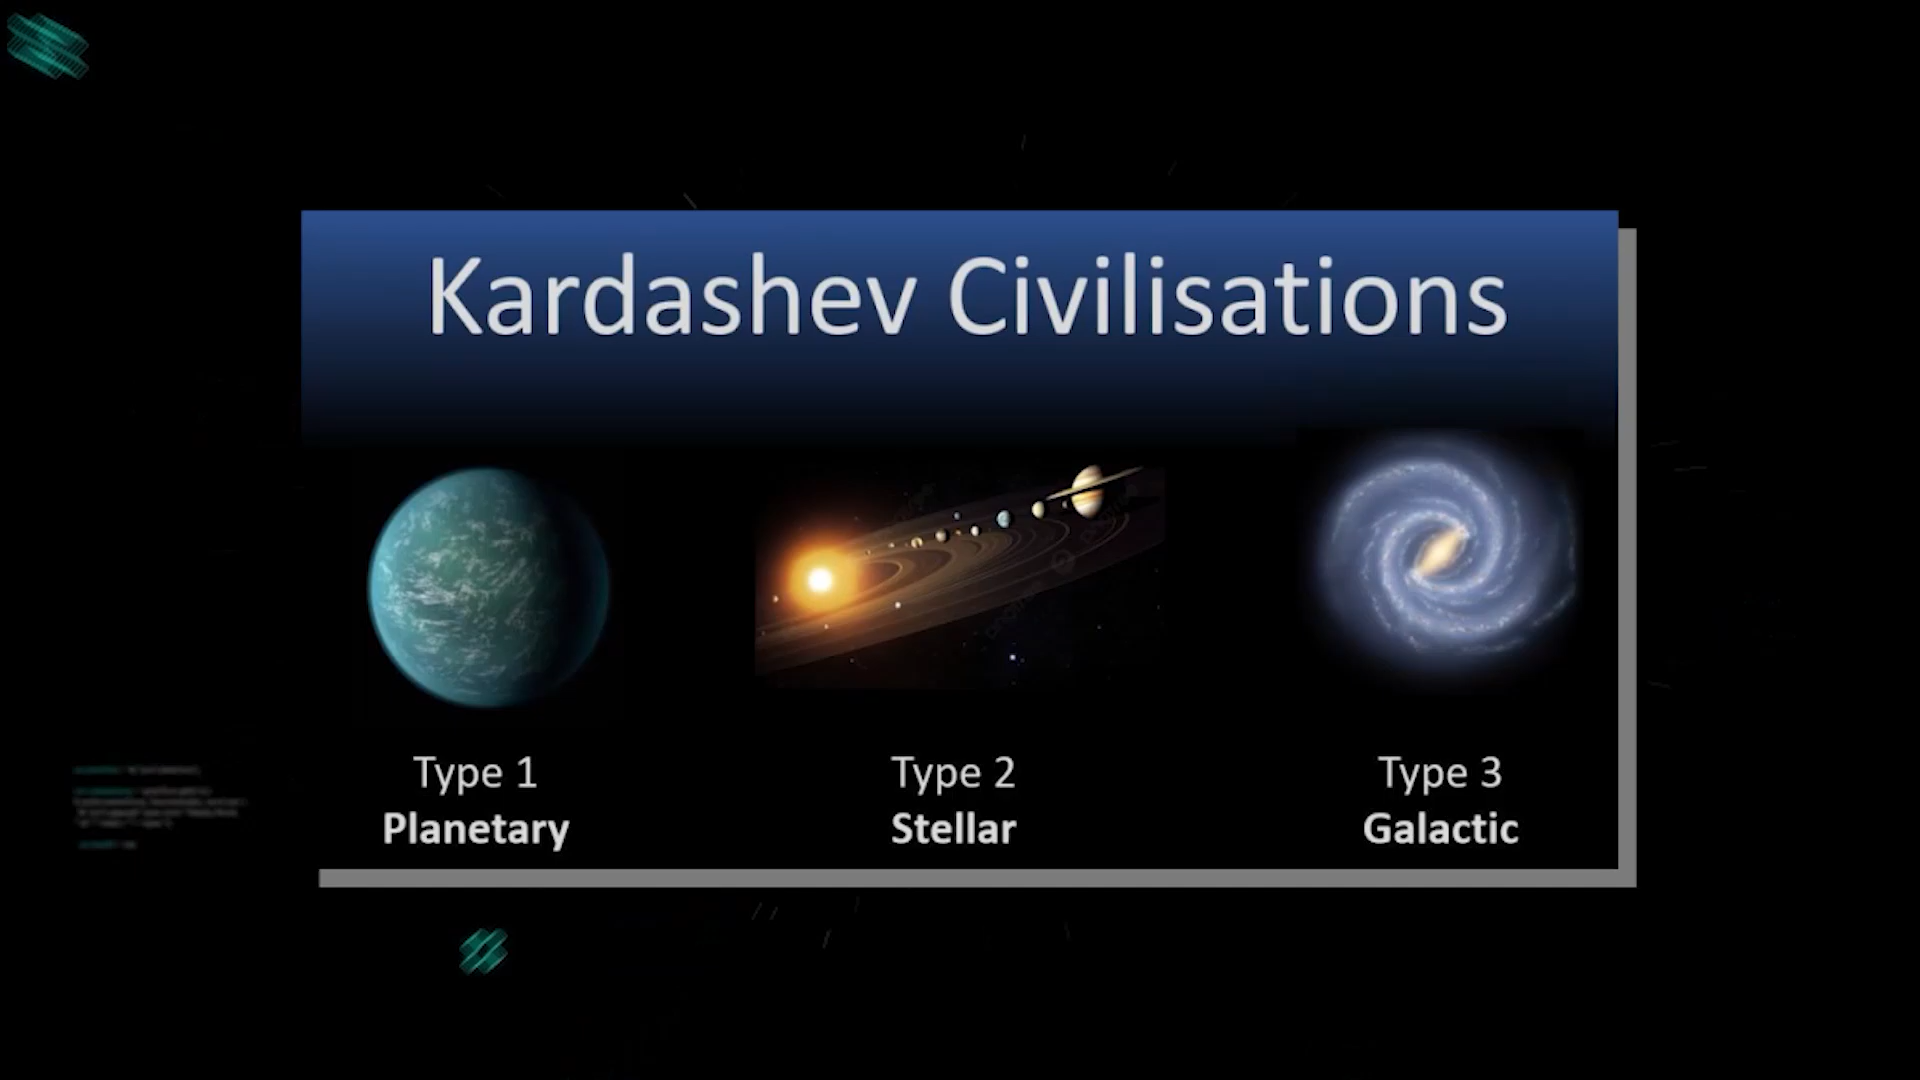 Kardashev Civilisations
Type 1
Planetary
Type 2
Stellar
Type 3
Galactic